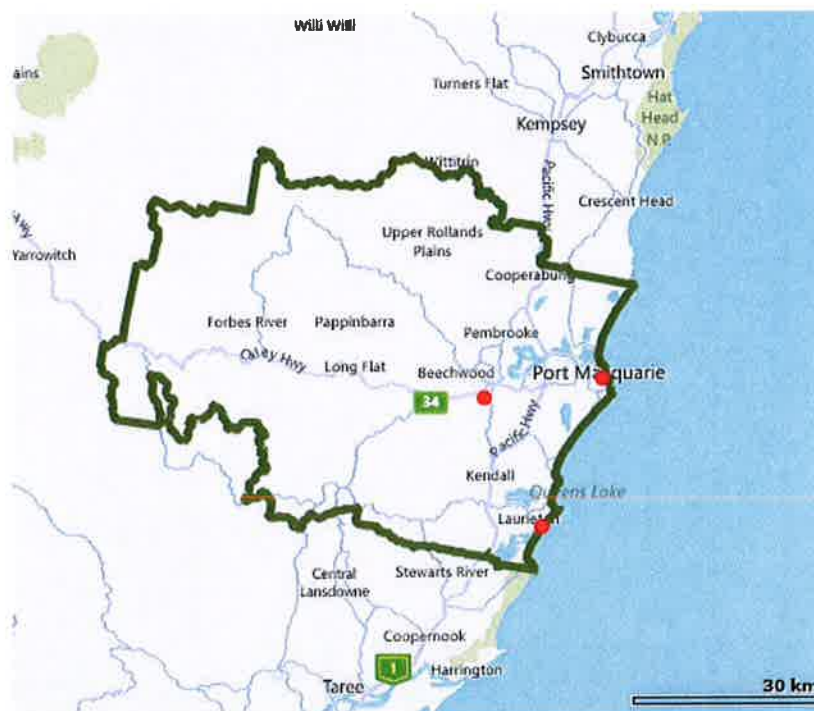 Willi Willi
Clybucca
ains
Smithtown
Turners Flat
Hat
Head
N.P.
Kempsey
Wittitrin
Pacific Hwy
Crescent Head
Upper Rollands
Plains
wy
Yarrowitch
Cooperabung
Forbes River
Pappinbarra
Pembrooke
Oxley Hwy
Long Flat
Beechwood
Port Macquarie
34
Pacific Hwy
Kendall
Queens Lake
Laurieton
Central
Lansdowne
Stewarts River
Coopernook
1
Harrington
Taree
30 km